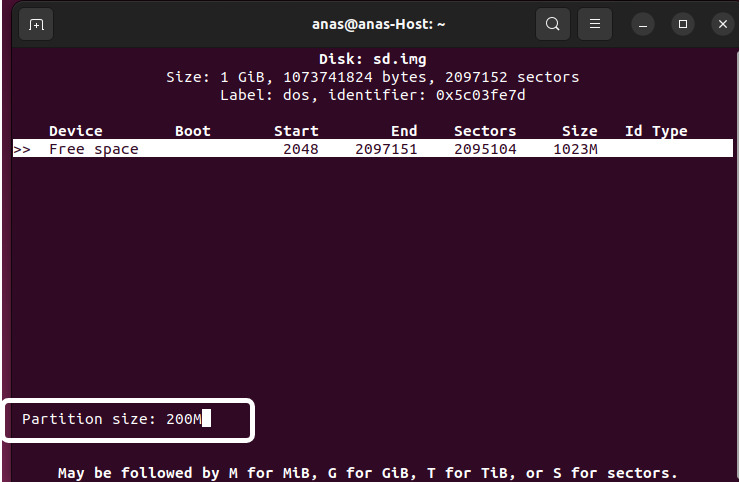 anas@anas-Host: ~
Disk: sd.img
Size: 1 GiB, 1073741824 bytes, 2097152 sectors
Label: dos, identifier: 0x5c03fe7d
Device Boot Start End Sectors Size Id Type
>> Free space 2048 2097151 2095104 1023M
Partition size: 200M
May be followed by M for MiB, G for GiB, T for TiB, or S for sectors.